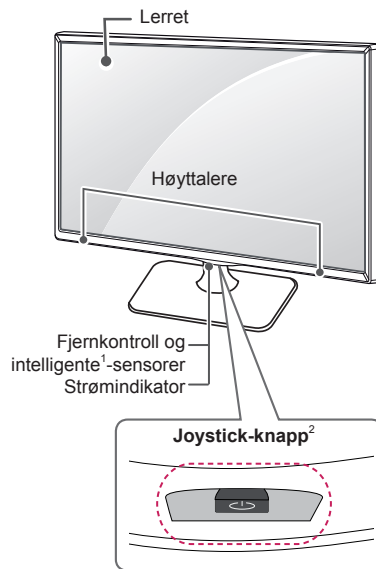 Lerret
Høyttalere
Fjernkontroll og
intelligente¹-sensorer
Strømindikator
Joystick-knapp²